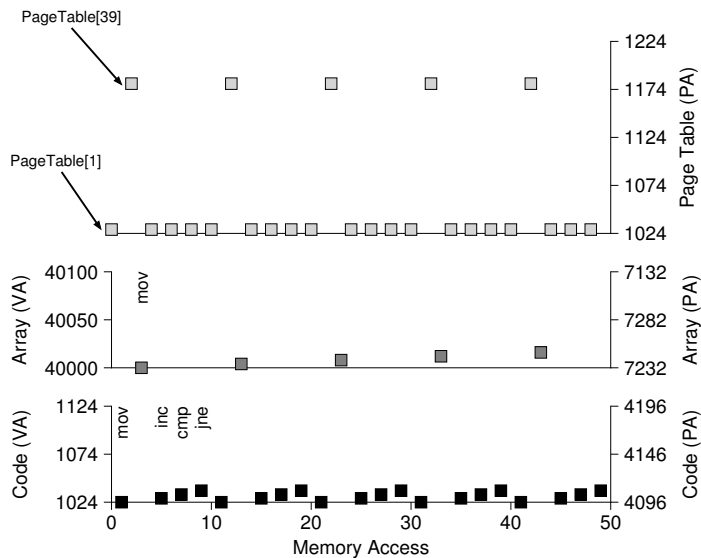 PageTable[39]
PageTable[1]
1224
1174
1124
1074
1024
Page Table (PA)
40100
40050
40000
Array (VA)
mov
7132
7282
7232
Array (PA)
1124
1074
1024
Code (VA)
mov
inc
cmp
jne
4196
4146
4096
Code (PA)
0
10
20
30
40
50
Memory Access